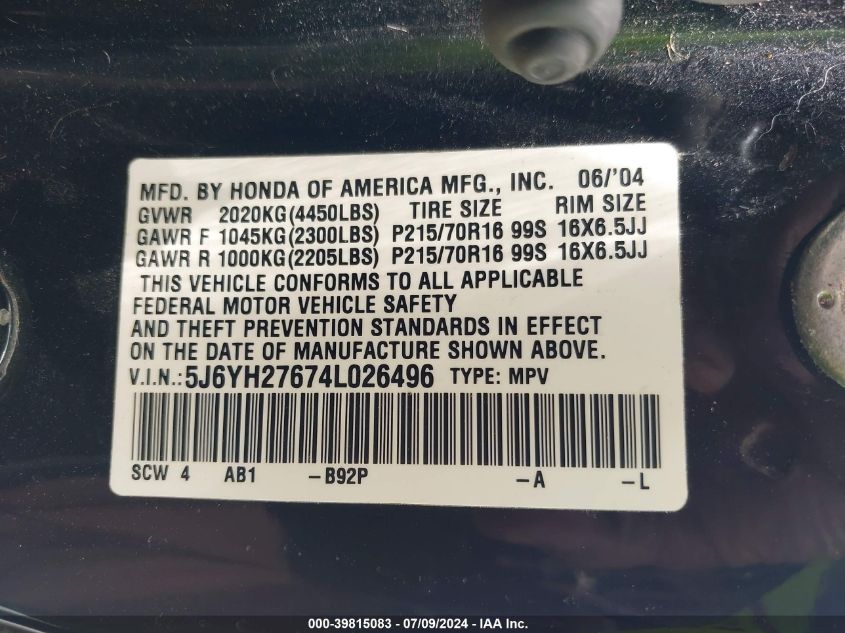 MFD. BY HONDA OF AMERICA MFG., INC. 06/'04
GVWR 2020KG(4450LBS) TIRE SIZE RIM SIZE
GAWR F 1045KG(2300LBS) P215/70R16 99S 16X6.5JJ
GAWR R 1000KG(2205LBS) P215/70R16 99S 16X6.5JJ
THIS VEHICLE CONFORMS TO ALL APPLICABLE
FEDERAL MOTOR VEHICLE SAFETY
AND THEFT PREVENTION STANDARDS IN EFFECT
ON THE DATE OF MANUFACTURE SHOWN ABOVE.
V.I.N.:5J6YH27674L026496 TYPE: MPV
SCW 4 AB1 -B92P -A -L
000-39815083 - 07/09/2024 - IAA Inc.